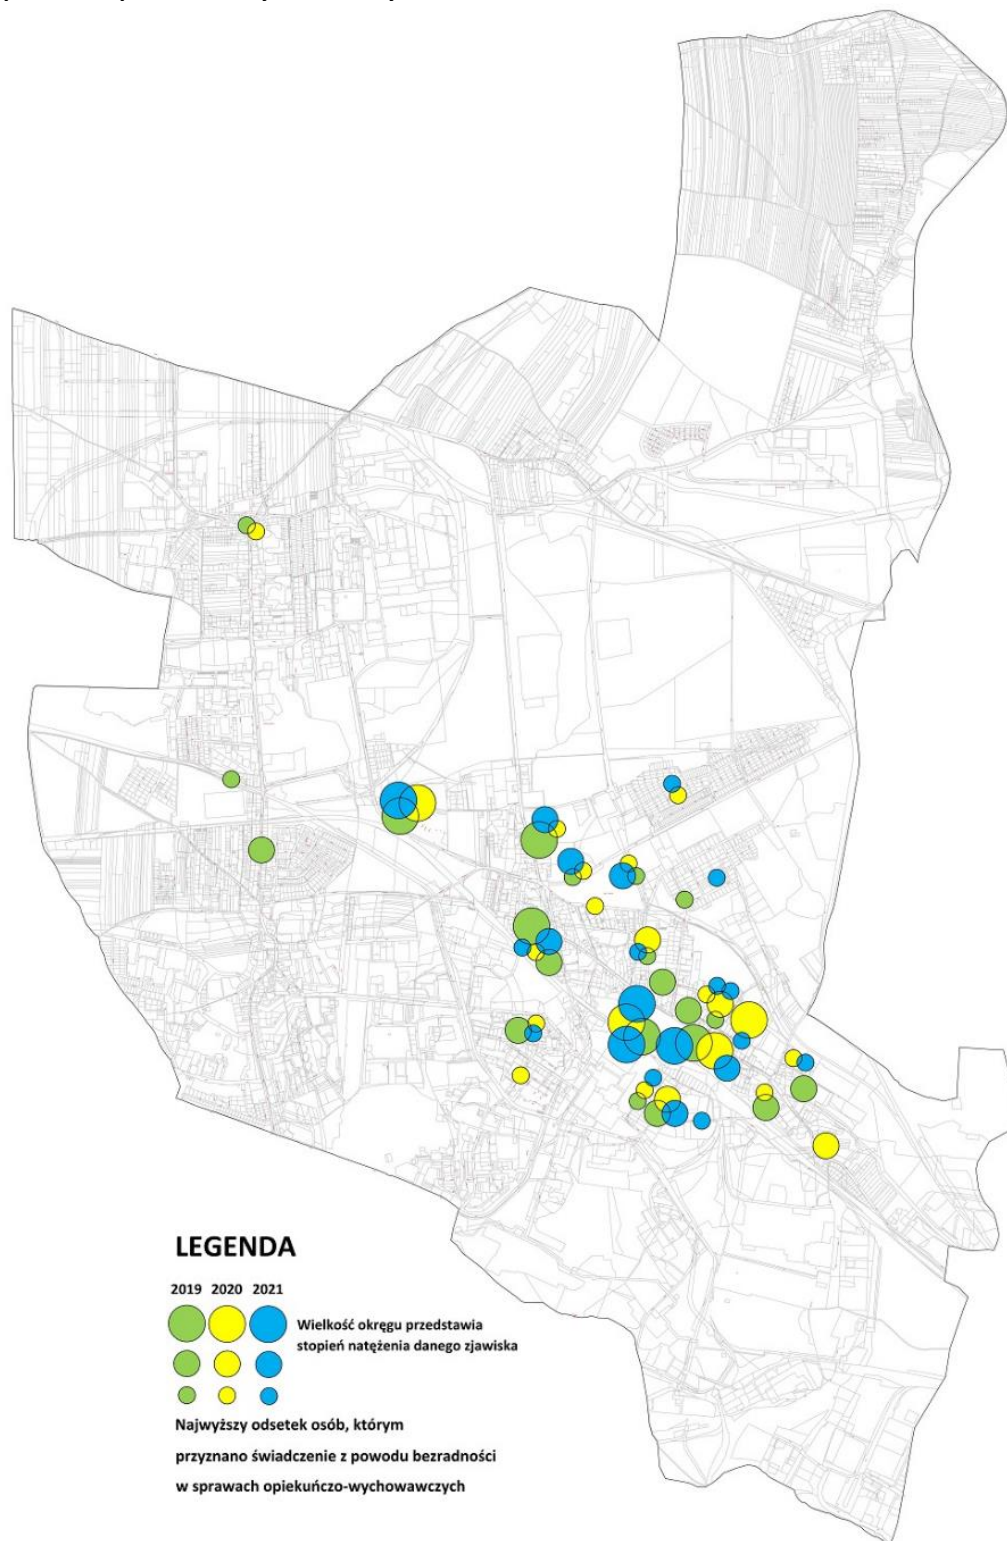 LEGENDA
2019 2020 2021
Wielkość okręgu przedstawia
stopień natężenia danego zjawiska
Najwyższy odsetek osób, którym
przyznano świadczenie z powodu bezradności
w sprawach opiekuńczo-wychowawczych